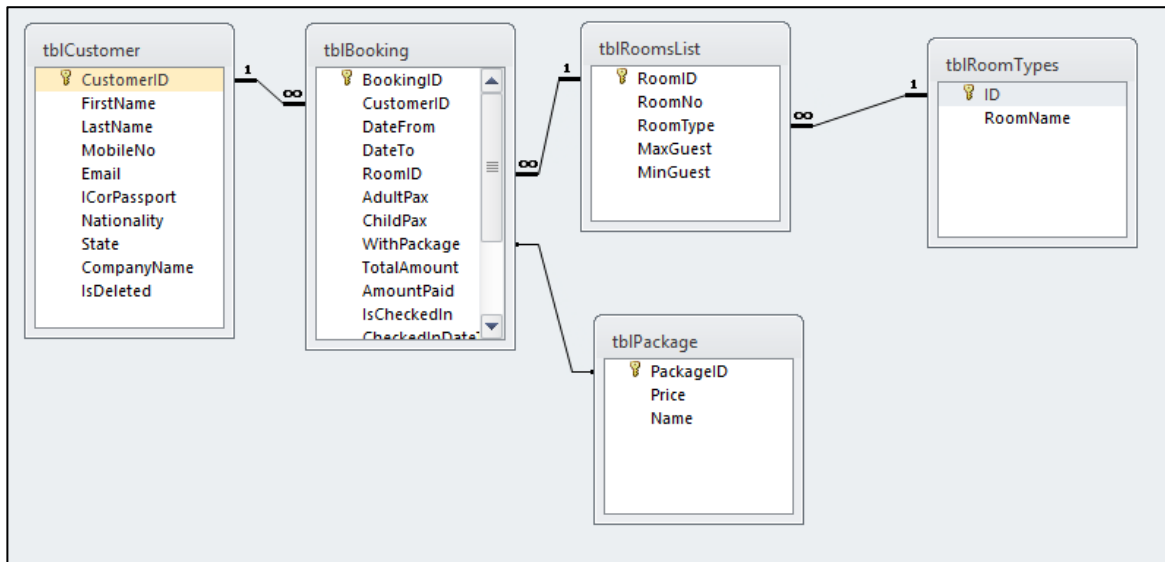 tblCustomer
CustomerID
FirstName
LastName
MobileNo
Email
ICorPassport
Nationality
State
CompanyName
IsDeleted
1
∞
tblBooking
BookingID
CustomerID
DateFrom
DateTo
RoomID
AdultPax
ChildPax
WithPackage
TotalAmount
AmountPaid
IsCheckedIn
1
∞
tblRoomsList
RoomID
RoomNo
RoomType
MaxGuest
MinGuest
1
∞
tblRoomTypes
ID
RoomName
tblPackage
PackageID
Price
Name